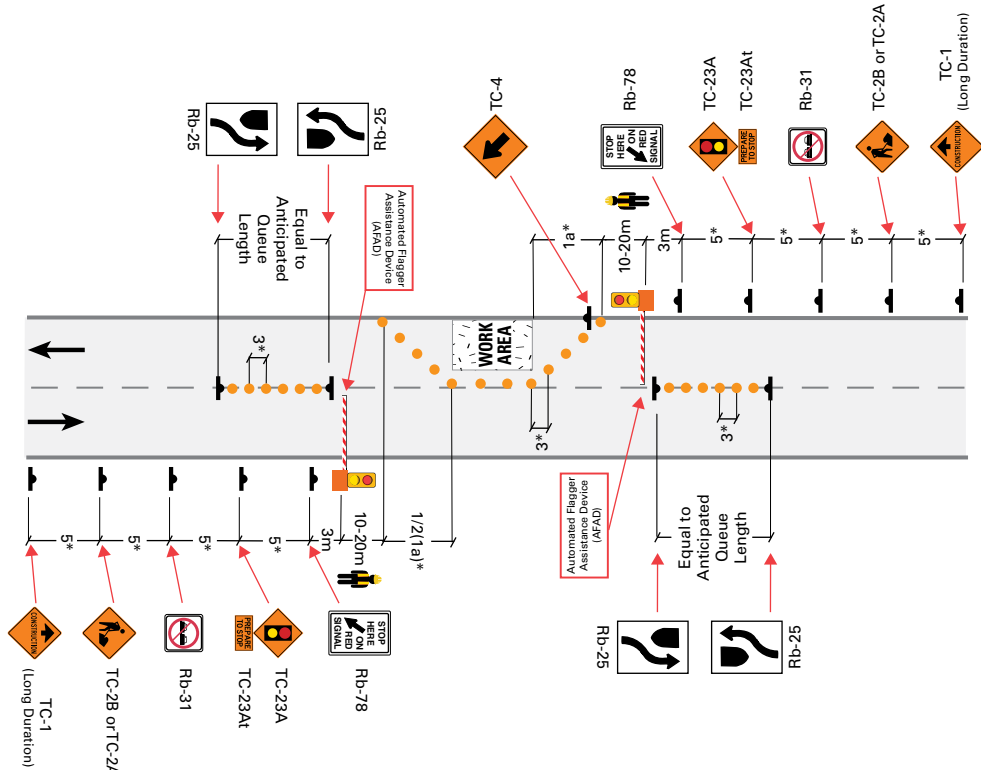 TC-4
Rb-78
TC-23A
TC-23At
Rb-31
TC-2B or TC-2A
TC-1
(Long Duration)
STOP
HERE
ON
RED
SIGNAL
PREPARE
TO STOP
CONSTRUCTION
1a*
10-20m
3m
5*
5*
5*
5*
Rb-25
Rb-25
Equal to
Anticipated
Queue
Length
Automated Flagger
Assistance Device
(AFAD)
3*
WORK
AREA
3*
3*
Automated Flagger
Assistance Device
(AFAD)
Equal to
Anticipated
Queue
Length
Rb-25
Rb-25
5*
5*
5*
5*
3m
10-20m
1/2(1a)*
CONSTRUCTION
PREPARE
TO STOP
STOP
HERE
ON
RED
SIGNAL
TC-1
(Long Duration)
TC-2B or TC-2A
Rb-31
TC-23At
TC-23A
Rb-78